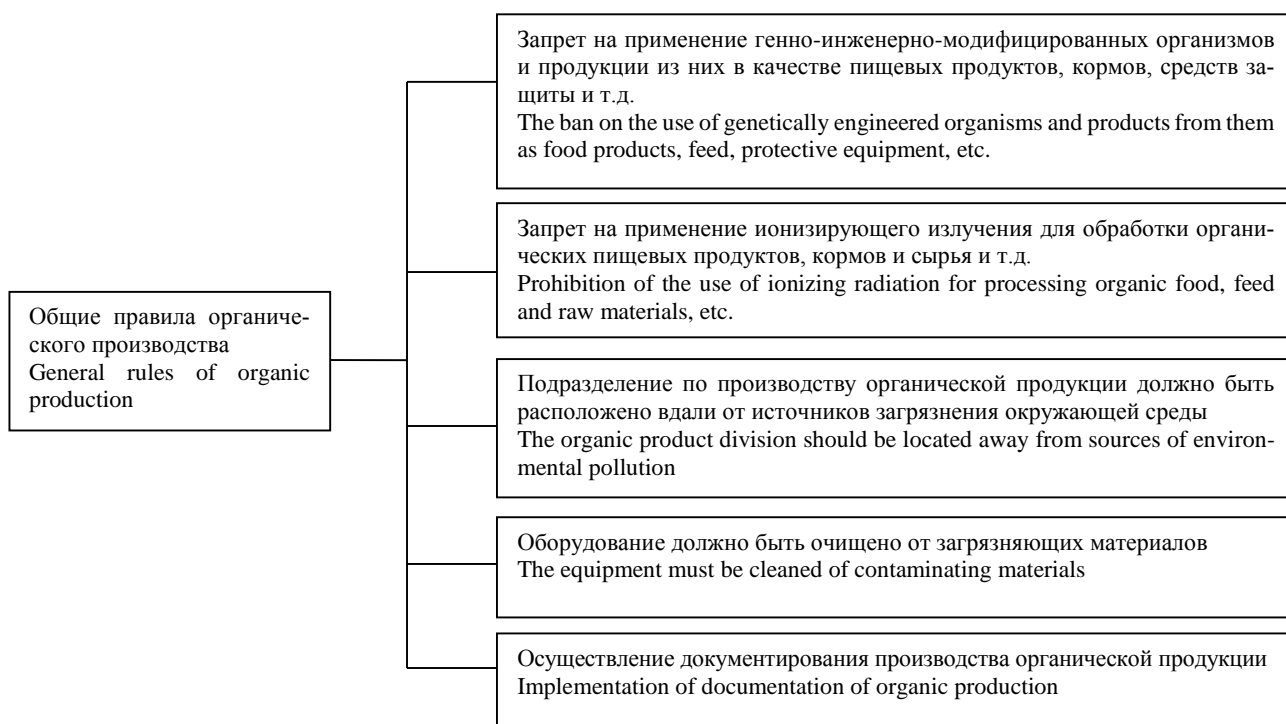 Общие правила органиче-
ского производства
General rules of organic
production
Запрет на применение генно-инженерно-модифицированных организмов
и продукции из них в качестве пищевых продуктов, кормов, средств за-
щиты и т.д.
The ban on the use of genetically engineered organisms and products from them
as food products, feed, protective equipment, etc.
Запрет на применение ионизирующего излучения для обработки органи-
ческих пищевых продуктов, кормов и сырья и т.д.
Prohibition of the use of ionizing radiation for processing organic food, feed
and raw materials, etc.
Подразделение по производству органической продукции должно быть
расположено вдали от источников загрязнения окружающей среды
The organic product division should be located away from sources of environ-
mental pollution
Оборудование должно быть очищено от загрязняющих материалов
The equipment must be cleaned of contaminating materials
Осуществление документирования производства органической продукции
Implementation of documentation of organic production